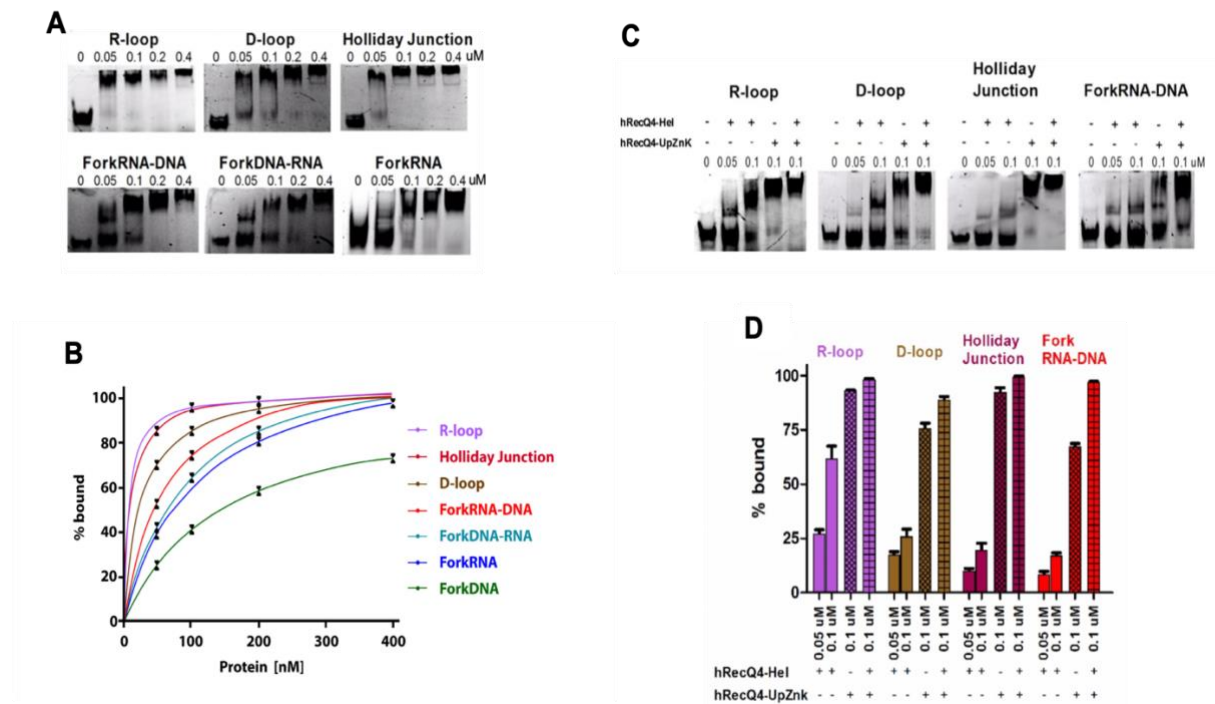 A
R-loop D-loop Holliday Junction
0 0.05 0.1 0.2 0.4 0 0.05 0.1 0.2 0.4 0 0.05 0.1 0.2 0.4 uM
ForkRNA-DNA ForkDNA-RNA ForkRNA
0 0.05 0.1 0.2 0.4 0 0.05 0.1 0.2 0.4 0 0.05 0.1 0.2 0.4 uM
C
Holliday
Junction
R-loop D-loop ForkRNA-DNA
hRecQ4-Hel - + + - + - + + - + - + + - + - + + - +
hRecQ4-UpZnK - - - + + - - - + + - - - + + - - - + +
0 0.05 0.1 0.1 0.1 0 0.05 0.1 0.1 0.1 0 0.05 0.1 0.1 0.1 0 0.05 0.1 0.1 0.1 uM
B
% bound
100
80
60
40
20
0
0 100 200 300 400
Protein [nM]
R-loop
Holliday Junction
D-loop
ForkRNA-DNA
ForkDNA-RNA
ForkRNA
ForkDNA
D
R-loop D-loop Holliday Junction Fork RNA-DNA
% bound
100
75
50
25
0
0.05 uM 0.1 uM 0.1 uM 0.1 uM 0.05 uM 0.1 uM 0.1 uM 0.1 uM 0.05 uM 0.1 uM 0.1 uM 0.1 uM 0.05 uM 0.1 uM 0.1 uM 0.1 uM
hRecQ4-Hel + + - + + + - + + + - + + + - +
hRecQ4-UpZnk - - + + - - + + - - + + - - + +